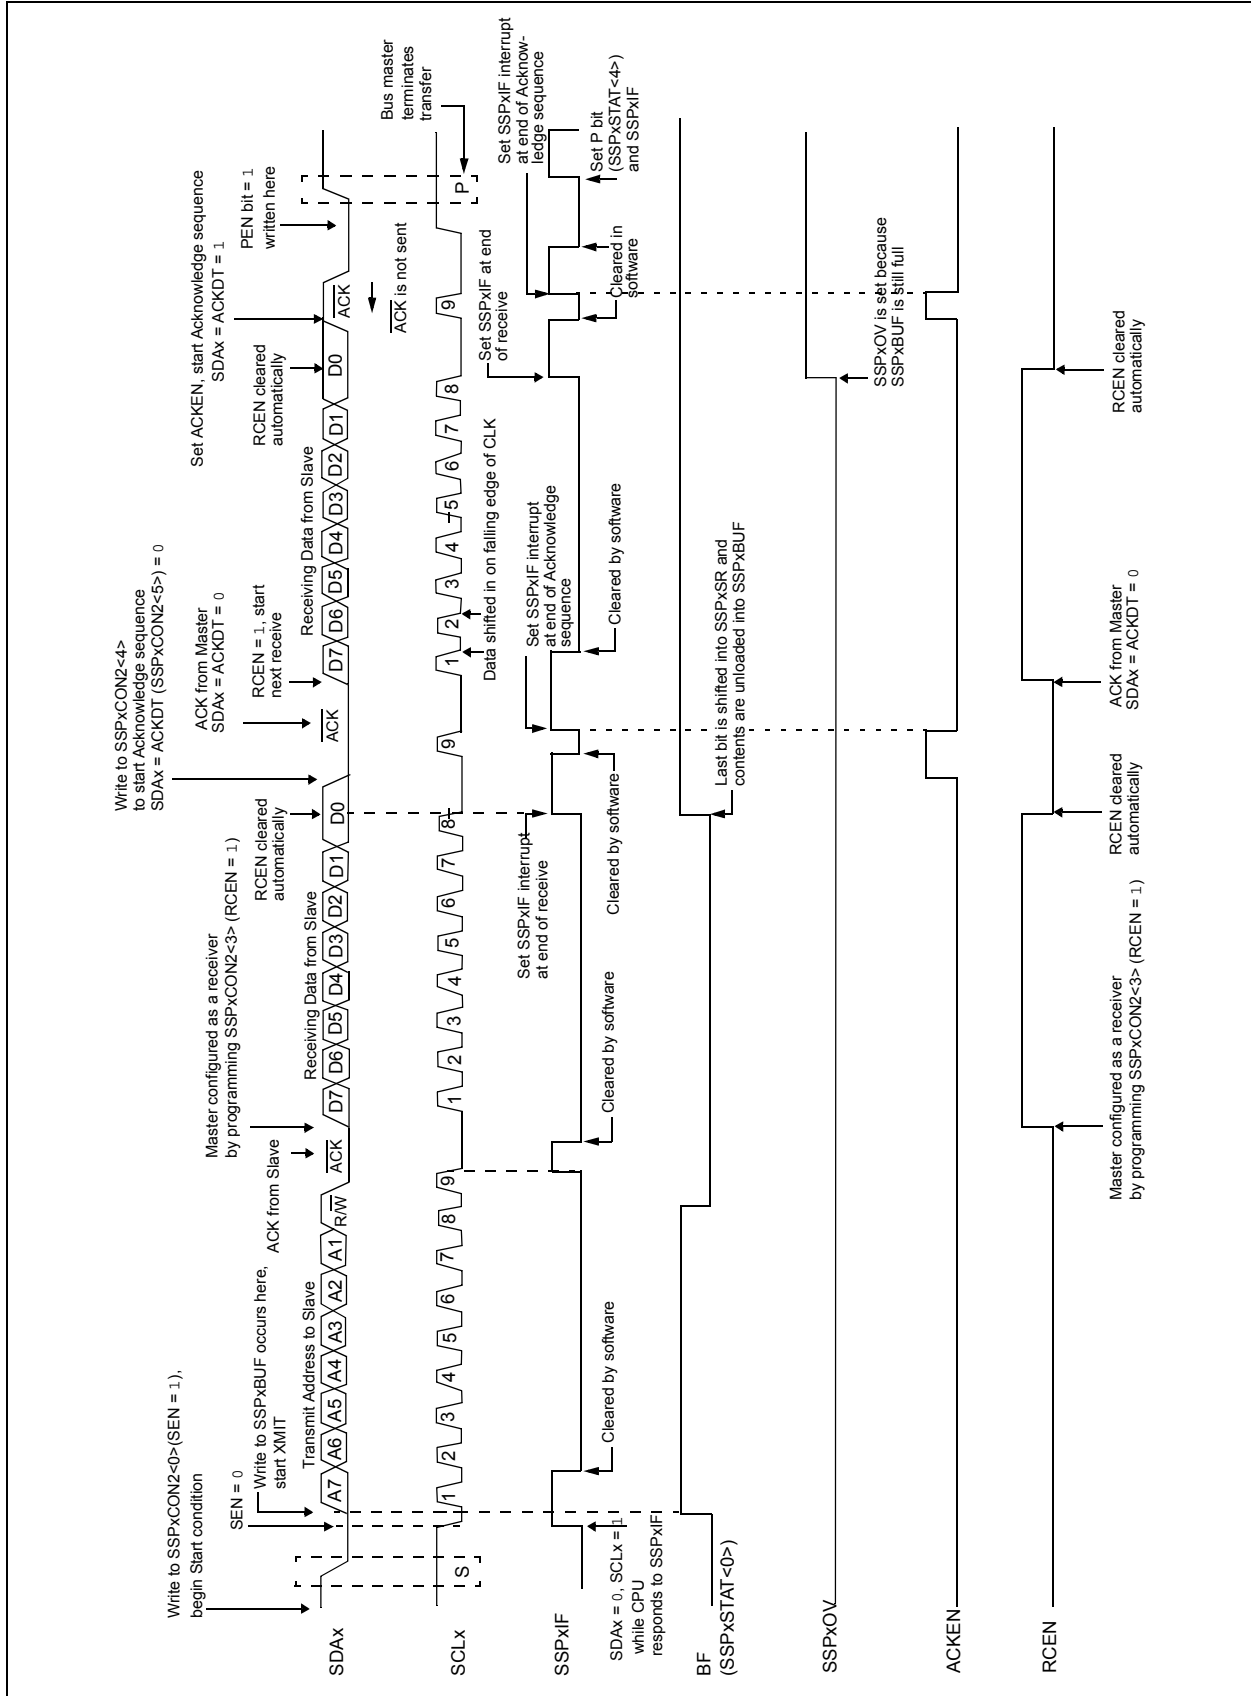 Write to SSPxCON2<0>(SEN = 1),
begin Start condition
SEN = 0
Write to SSPxBUF occurs here,
start XMIT
ACK from Slave
Master configured as a receiver
by programming SSPxCON2<3> (RCEN = 1)
RCEN cleared
automatically
Write to SSPxCON2<4>
to start Acknowledge sequence
SDAx = ACKDT (SSPxCON2<5>) = 0
ACK from Master
SDAx = ACKDT = 0
RCEN = 1, start
next receive
RCEN cleared
automatically
Set ACKEN, start Acknowledge sequence
SDAx = ACKDT = 1
PEN bit = 1
written here
Transmit Address to Slave
Receiving Data from Slave
Receiving Data from Slave
SDAx
A7 A6 A5 A4 A3 A2 A1 R/W ACK D7 D6 D5 D4 D3 D2 D1 D0 ACK D7 D6 D5 D4 D3 D2 D1 D0 ACK
ACK is not sent
Bus master
terminates
transfer
SCLx
S 1 2 3 4 5 6 7 8 9 1 2 3 4 5 6 7 8 9 1 2 3 4 5 6 7 8 9 P
Data shifted in on falling edge of CLK
Set SSPxIF interrupt
at end of receive
Set SSPxIF interrupt
at end of Acknowledge
sequence
Set SSPxIF at end
of receive
Set SSPxIF interrupt
at end of Acknow-
ledge sequence
SSPxIF
SDAx = 0, SCLx = 1
while CPU
responds to SSPxIF
Cleared by software
Cleared by software
Cleared by software
Cleared by software
Cleared in
software
Set P bit
(SSPxSTAT<4>)
and SSPxIF
BF
(SSPxSTAT<0>)
Last bit is shifted into SSPxSR and
contents are unloaded into SSPxBUF
SSPxOV
SSPxOV is set because
SSPxBUF is still full
ACKEN
RCEN
Master configured as a receiver
by programming SSPxCON2<3> (RCEN = 1)
RCEN cleared
automatically
ACK from Master
SDAx = ACKDT = 0
RCEN cleared
automatically